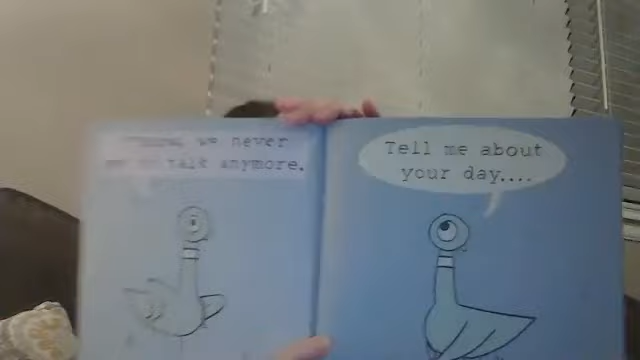 we never
talk anymore.
Tell me about
your day....